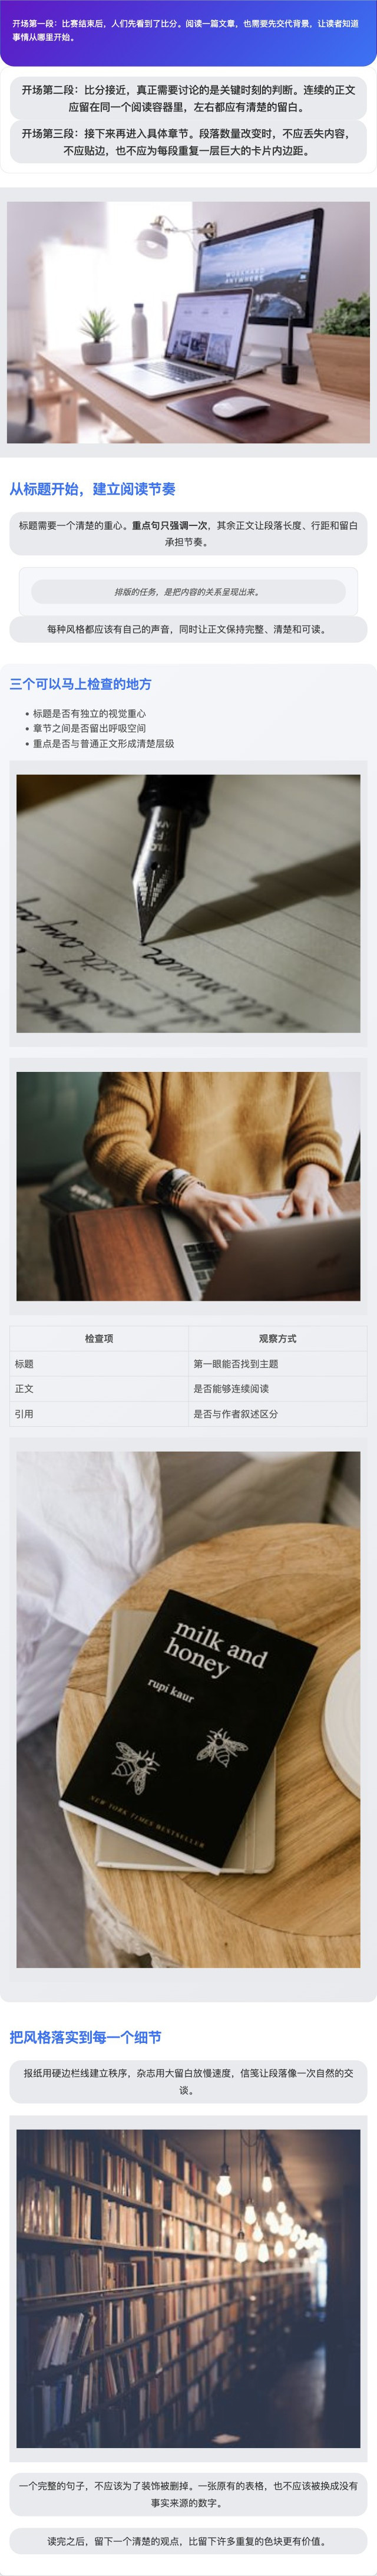 开场第一段：比赛结束后，人们先看到了比分。阅读一篇文章，也需要先交代背景，让读者知道
事情从哪里开始。
开场第二段：比分接近，真正需要讨论的是关键时刻的判断。连续的正文
应留在同一个阅读容器里，左右都应有清楚的留白。
开场第三段：接下来再进入具体章节。段落数量改变时，不应丢失内容，
不应贴边，也不应为每段重复一层巨大的卡片内边距。
从标题开始，建立阅读节奏
标题需要一个清楚的重心。重点句只强调一次，其余正文让段落长度、行距和留白
承担节奏。
排版的任务，是把内容的关系呈现出来。
每种风格都应该有自己的声音，同时让正文保持完整、清楚和可读。
三个可以马上检查的地方
• 标题是否有独立的视觉重心
• 章节之间是否留出呼吸空间
• 重点是否与普通正文形成清楚层级
检查项 观察方式
标题 第一眼能否找到主题
正文 是否能够连续阅读
引用 是否与作者叙述区分
milk and
honey
rupi kaur
NEW YORK TIMES BESTSELLER
把风格落实到每一个细节
报纸用硬边栏线建立秩序，杂志用大留白放慢速度，信笺让段落像一次自然的交
谈。
一个完整的句子，不应该为了装饰被删掉。一张原有的表格，也不应该被换成没有
事实来源的数字。
读完之后，留下一个清楚的观点，比留下许多重复的色块更有价值。